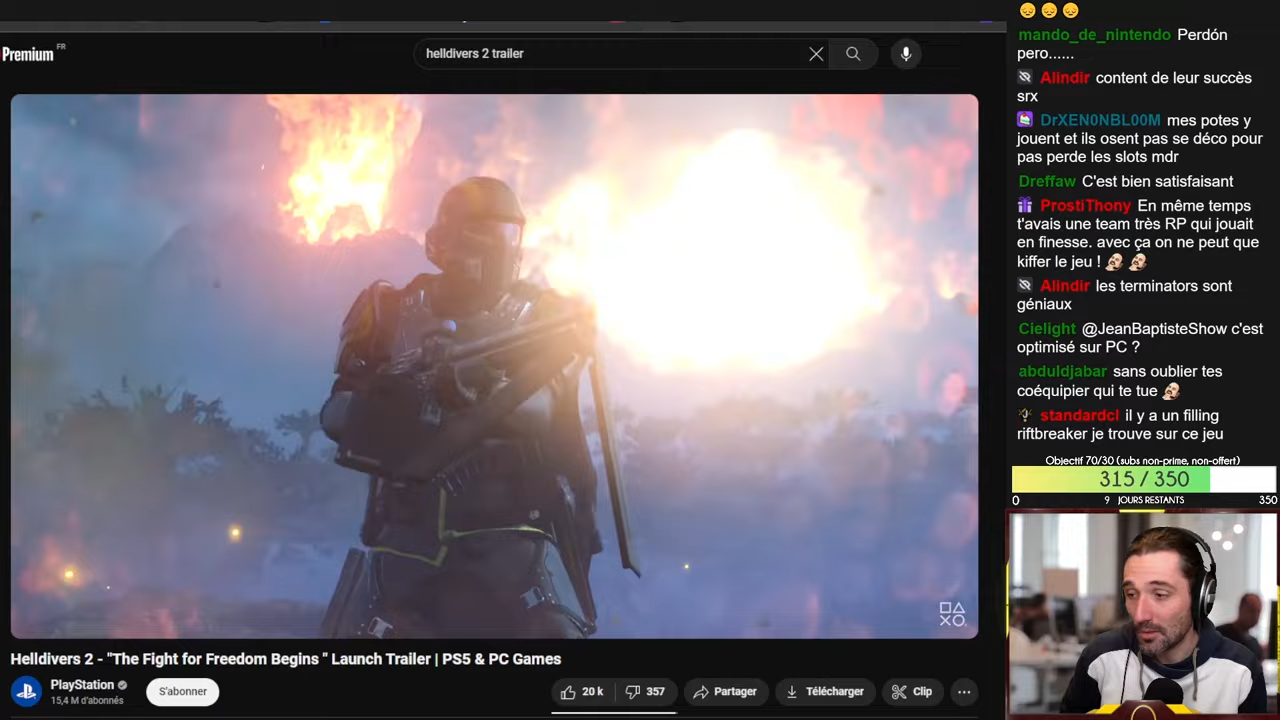 Premium FR
helldivers 2 trailer
Helldivers 2 - "The Fight for Freedom Begins " Launch Trailer | PS5 & PC Games
PlayStation
15,4 M d'abonnés
S'abonner
20 k
357
Partager
Télécharger
Clip
mando_de_nintendo Perdón
pero......
Alindir content de leur succès
srx
DrXEN0NBL00M mes potes y
jouent et ils osent pas se déco pour
pas perde les slots mdr
Dreffaw C'est bien satisfaisant
ProstiThony En même temps
t'avais une team très RP qui jouait
en finesse. avec ça on ne peut que
kiffer le jeu !
Alindir les terminators sont
géniaux
Cielight @JeanBaptisteShow c'est
optimisé sur PC ?
abduldjabar sans oublier tes
coéquipier qui te tue
standardcl il y a un filling
riftbreaker je trouve sur ce jeu
Objectif 70/30 (subs non-prime, non-offert)
315 / 350
0 9 JOURS RESTANTS 350